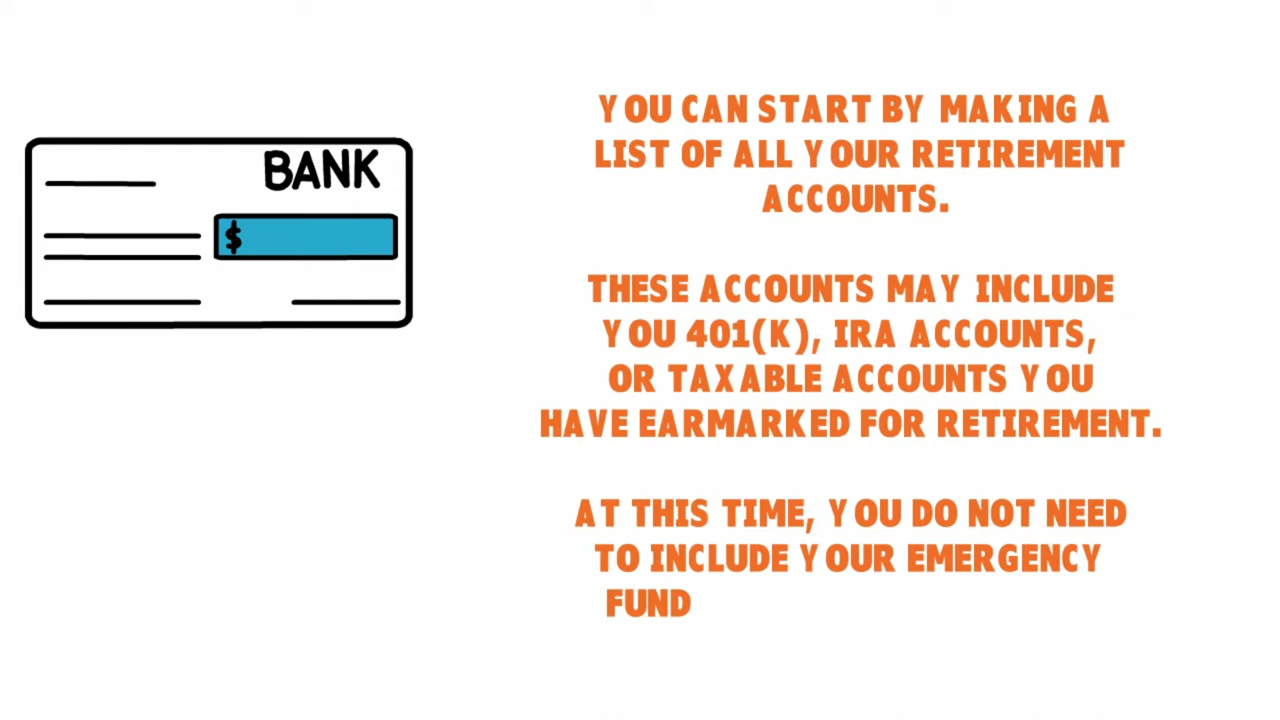 BANK
$
YOU CAN START BY MAKING A
LIST OF ALL YOUR RETIREMENT
ACCOUNTS.
THESE ACCOUNTS MAY INCLUDE
YOU 401(K), IRA ACCOUNTS,
OR TAXABLE ACCOUNTS YOU
HAVE EARMARKED FOR RETIREMENT.
AT THIS TIME, YOU DO NOT NEED
TO INCLUDE YOUR EMERGENCY
FUND